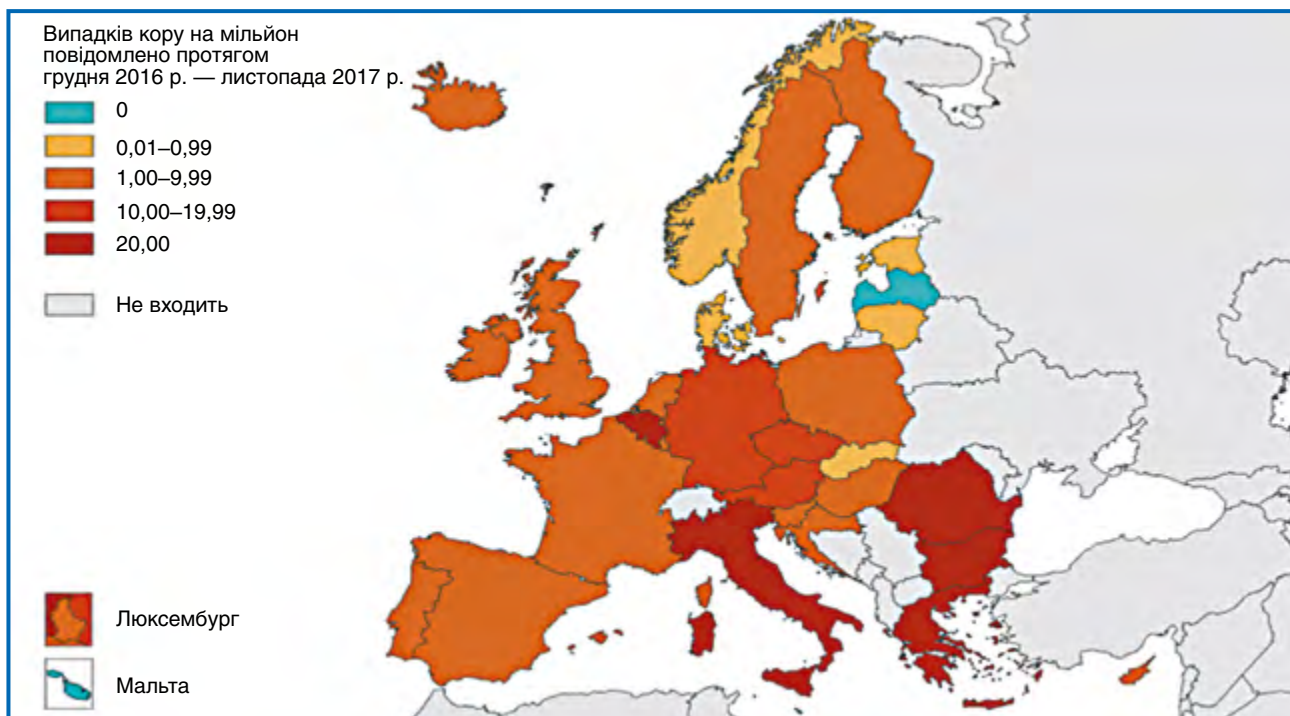 Випадків кору на мільйон
повідомлено протягом
грудня 2016 р. — листопада 2017 р.
0
0,01–0,99
1,00–9,99
10,00–19,99
20,00
Не входить
Люксембург
Мальта